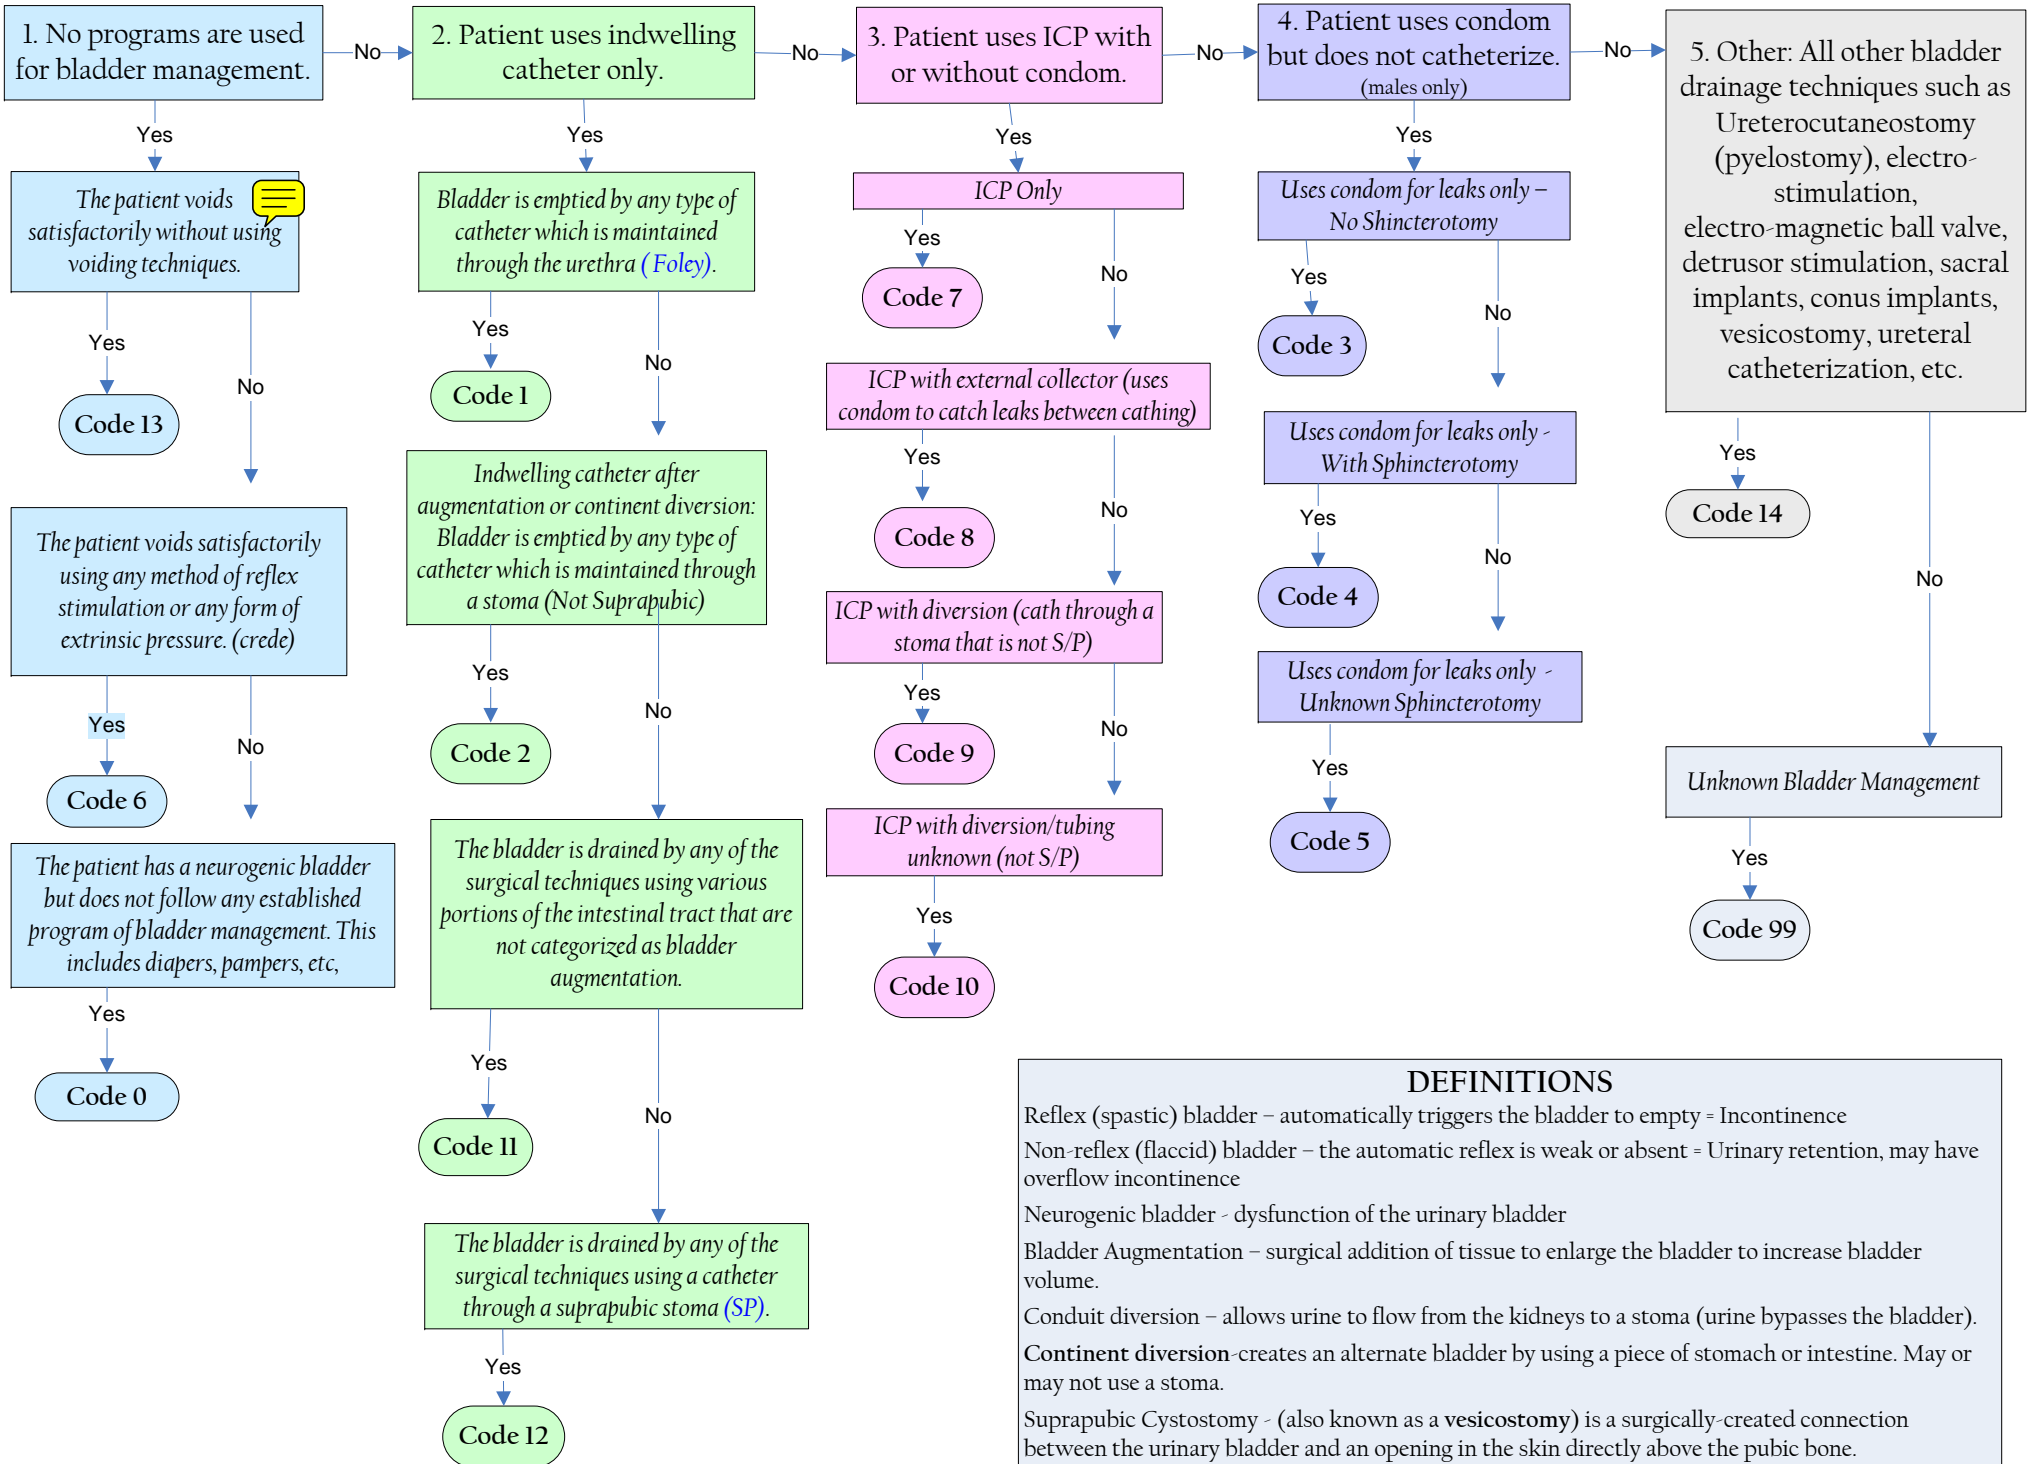 1. No programs are used
for bladder management.
No
2. Patient uses indwelling
catheter only.
No
3. Patient uses ICP with
or without condom.
No
4. Patient uses condom
but does not catheterize.
(males only)
No
5. Other: All other bladder
drainage techniques such as
Ureterocutaneostomy
(pyelostomy), electro-
stimulation,
electro-magnetic ball valve,
detrusor stimulation, sacral
implants, conus implants,
vesicostomy, ureteral
catheterization, etc.
Yes
The patient voids
satisfactorily without using
voiding techniques.
Yes
No
Code 13
The patient voids satisfactorily
using any method of reflex
stimulation or any form of
extrinsic pressure. (crede)
Yes
No
Code 6
The patient has a neurogenic bladder
but does not follow any established
program of bladder management. This
includes diapers, pampers, etc,
Yes
Code 0
Yes
Bladder is emptied by any type of
catheter which is maintained
through the urethra ( Foley).
Yes
No
Code 1
Indwelling catheter after
augmentation or continent diversion:
Bladder is emptied by any type of
catheter which is maintained through
a stoma (Not Suprapubic)
Yes
No
Code 2
The bladder is drained by any of the
surgical techniques using various
portions of the intestinal tract that are
not categorized as bladder
augmentation.
Yes
No
Code 11
The bladder is drained by any of the
surgical techniques using a catheter
through a suprapubic stoma (SP).
Yes
Code 12
Yes
ICP Only
Yes
No
Code 7
ICP with external collector (uses
condom to catch leaks between cathing)
Yes
No
Code 8
ICP with diversion (cath through a
stoma that is not S/P)
Yes
No
Code 9
ICP with diversion/tubing
unknown (not S/P)
Yes
Code 10
Yes
Uses condom for leaks only –
No Shincterotomy
Yes
No
Code 3
Uses condom for leaks only -
With Sphincterotomy
Yes
No
Code 4
Uses condom for leaks only -
Unknown Sphincterotomy
Yes
Code 5
Yes
No
Code 14
Unknown Bladder Management
Yes
Code 99
DEFINITIONS
Reflex (spastic) bladder – automatically triggers the bladder to empty = Incontinence
Non-reflex (flaccid) bladder – the automatic reflex is weak or absent = Urinary retention, may have
overflow incontinence
Neurogenic bladder - dysfunction of the urinary bladder
Bladder Augmentation – surgical addition of tissue to enlarge the bladder to increase bladder
volume.
Conduit diversion – allows urine to flow from the kidneys to a stoma (urine bypasses the bladder).
Continent diversion-creates an alternate bladder by using a piece of stomach or intestine. May or
may not use a stoma.
Suprapubic Cystostomy - (also known as a vesicostomy) is a surgically-created connection
between the urinary bladder and an opening in the skin directly above the pubic bone.